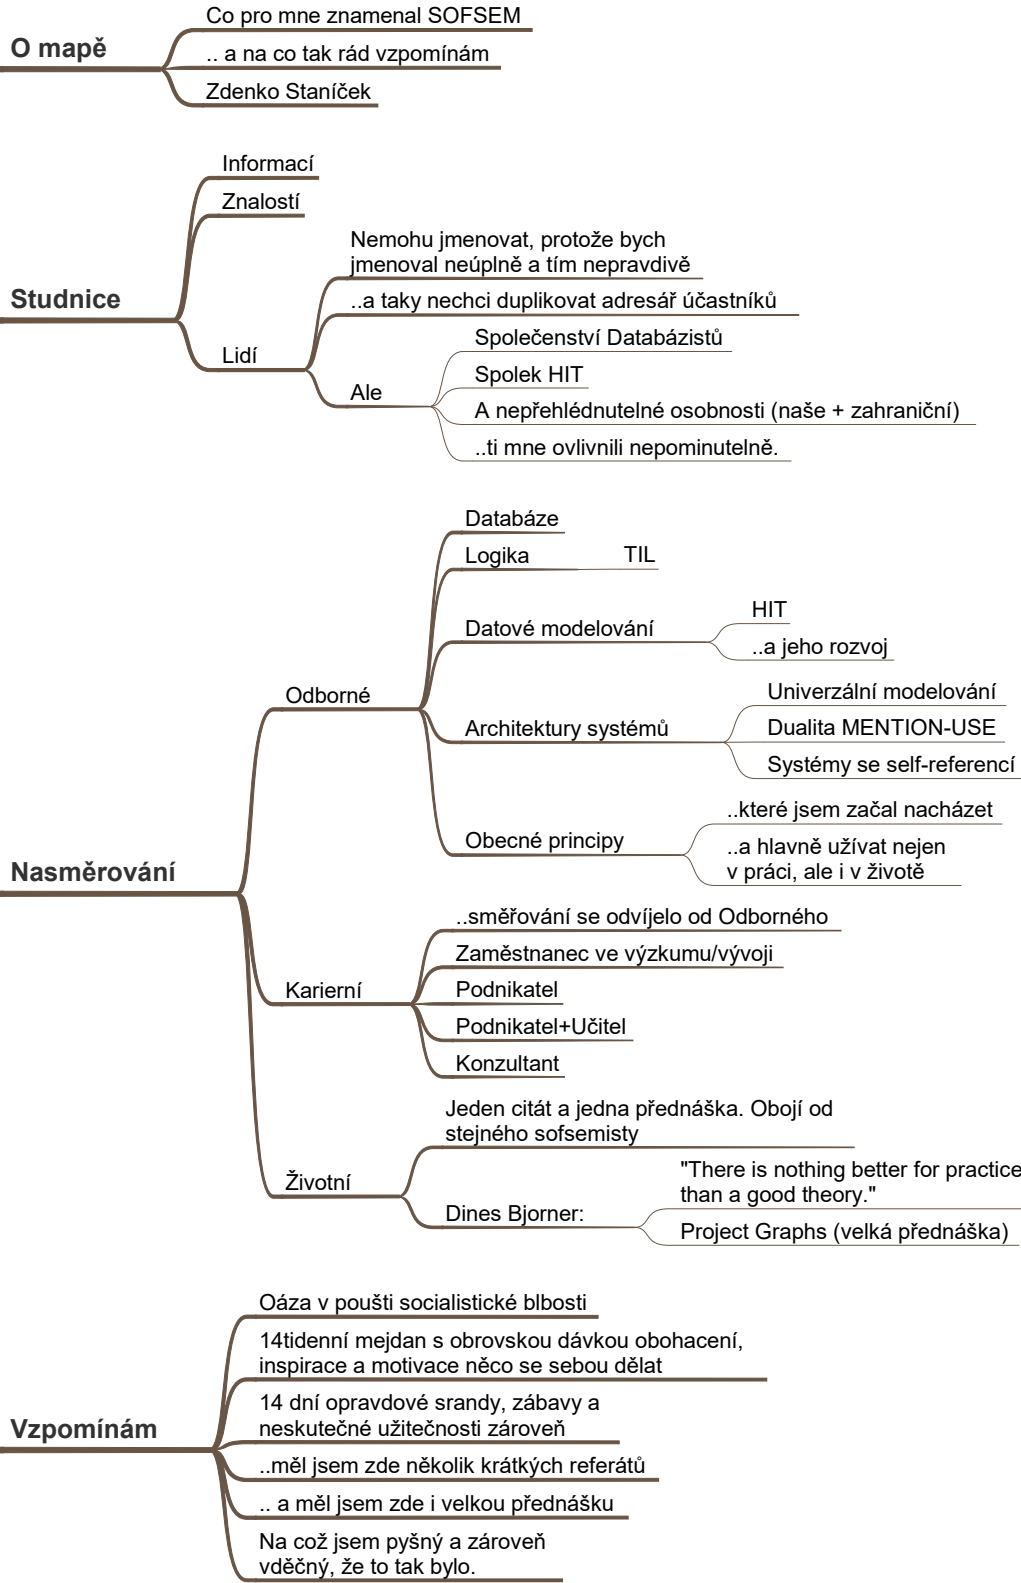 O mapě
Co pro mne znamenal SOFSEM
.. a na co tak rád vzpomínám
Zdenko Staníček
Studnice
Informací
Znalostí
Lidí
Nemohu jmenovat, protože bych
jmenoval neúplně a tím nepravdivě
..a taky nechci duplikovat adresář účastníků
Ale
Společenství Databázistů
Spolek HIT
A nepřehlédnutelné osobnosti (naše + zahraniční)
..ti mne ovlivnili nepominutelně.
Nasměrování
Odborné
Databáze
Logika
TIL
Datové modelování
HIT
..a jeho rozvoj
Architektury systémů
Univerzální modelování
Dualita MENTION-USE
Systémy se self-referencí
Obecné principy
..které jsem začal nacházet
..a hlavně užívat nejen
v práci, ale i v životě
Karierní
..směřování se odvíjelo od Odborného
Zaměstnanec ve výzkumu/vývoji
Podnikatel
Podnikatel+Učitel
Konzultant
Životní
Jeden citát a jedna přednáška. Obojí od
stejného sofsemisty
Dines Bjorner:
"There is nothing better for practice
than a good theory."
Project Graphs (velká přednáška)
Vzpomínám
Oáza v poušti socialistické blbosti
14tidenní mejdan s obrovskou dávkou obohacení,
inspirace a motivace něco se sebou dělat
14 dní opravdové srandy, zábavy a
neskutečné užitečnosti zároveň
..měl jsem zde několik krátkých referátů
.. a měl jsem zde i velkou přednášku
Na což jsem pyšný a zároveň
vděčný, že to tak bylo.